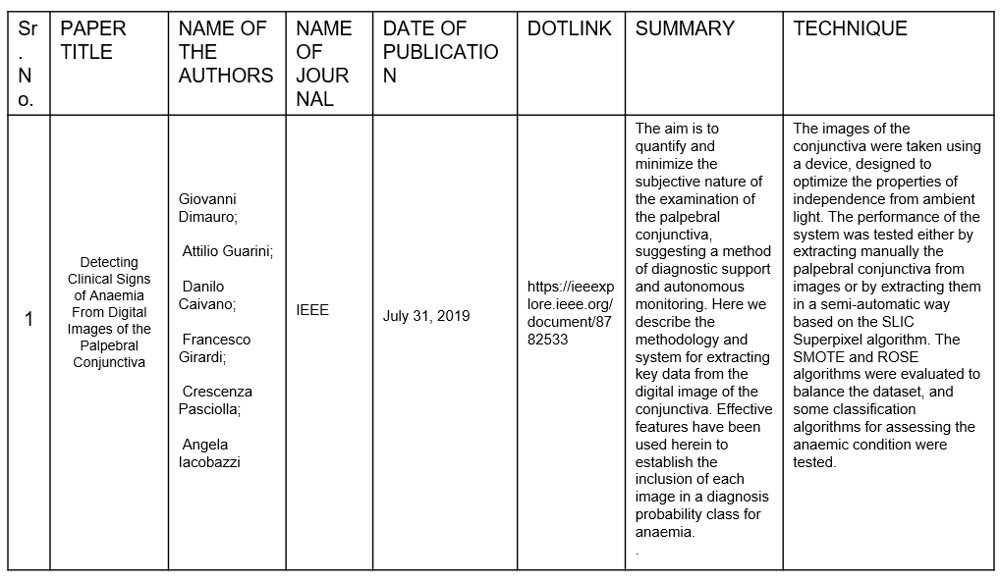 Sr
.
N
o.
PAPER
TITLE
NAME OF
THE
AUTHORS
NAME
OF
JOUR
NAL
DATE OF
PUBLICATIO
N
DOTLINK
SUMMARY
TECHNIQUE
1
Detecting
Clinical Signs
of Anaemia
From Digital
Images of the
Palpebral
Conjunctiva
Giovanni
Dimauro;
Attilio Guarini;
Danilo
Caivano;
Francesco
Girardi;
Crescenza
Pasciolla;
Angela
Iacobazzi
IEEE
July 31, 2019
https://ieeexp
lore.ieee.org/
document/87
82533
The aim is to
quantify and
minimize the
subjective nature of
the examination of
the palpebral
conjunctiva,
suggesting a method
of diagnostic support
and autonomous
monitoring. Here we
describe the
methodology and
system for extracting
key data from the
digital image of the
conjunctiva. Effective
features have been
used herein to
establish the
inclusion of each
image in a diagnosis
probability class for
anaemia.
.
The images of the
conjunctiva were taken using
a device, designed to
optimize the properties of
independence from ambient
light. The performance of the
system was tested either by
extracting manually the
palpebral conjunctiva from
images or by extracting them
in a semi-automatic way
based on the SLIC
Superpixel algorithm. The
SMOTE and ROSE
algorithms were evaluated to
balance the dataset, and
some classification
algorithms for assessing the
anaemic condition were
tested.